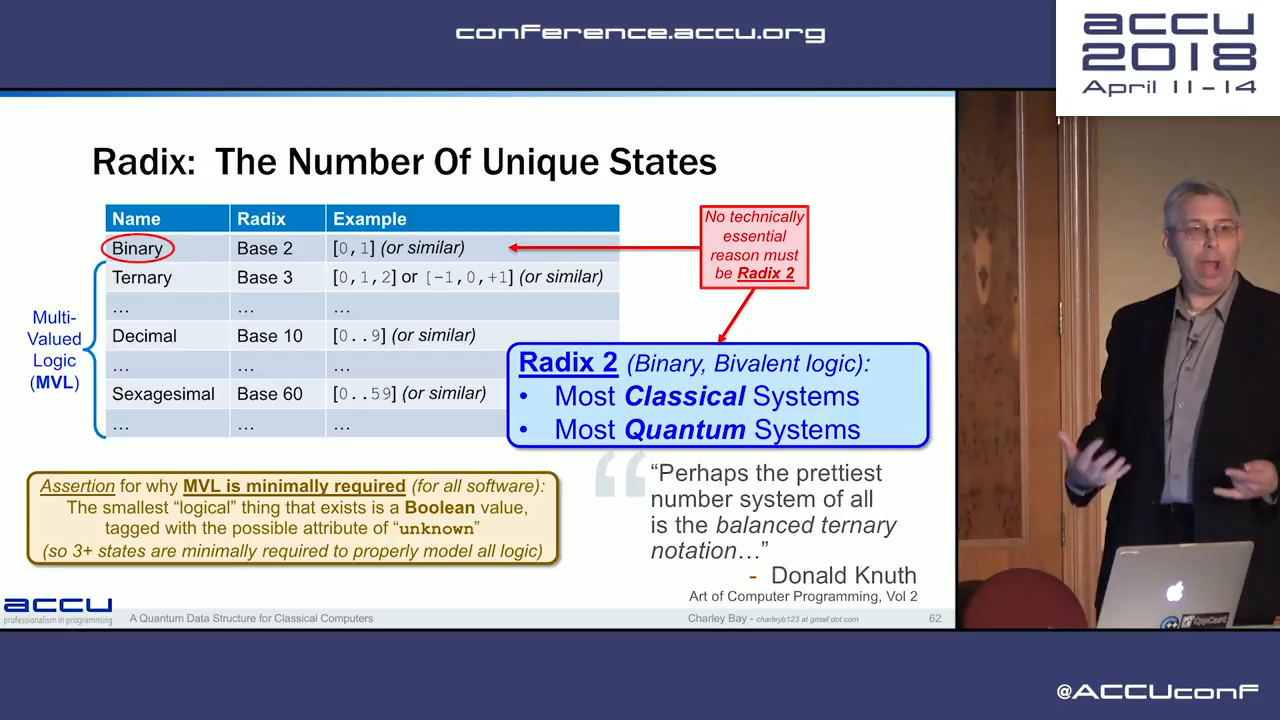 conference.accu.org
accu
2018
April 11-14
Radix: The Number Of Unique States
Name Radix Example
Binary Base 2 [0,1] (or similar)
Ternary Base 3 [0,1,2] or [-1,0,+1] (or similar)
… … …
Decimal Base 10 [0..9] (or similar)
… … …
Sexagesimal Base 60 [0..59] (or similar)
… … …
Multi-
Valued
Logic
(MVL)
No technically
essential
reason must
be Radix 2
Radix 2 (Binary, Bivalent logic):
• Most Classical Systems
• Most Quantum Systems
Assertion for why MVL is minimally required (for all software):
The smallest “logical” thing that exists is a Boolean value,
tagged with the possible attribute of “unknown”
(so 3+ states are minimally required to properly model all logic)
“Perhaps the prettiest
number system of all
is the balanced ternary
notation…”
- Donald Knuth
Art of Computer Programming, Vol 2
accu
professionalism in programming
A Quantum Data Structure for Classical Computers
Charley Bay - charleyb123 at gmail dot com
62
CppCast
@ACCUconf